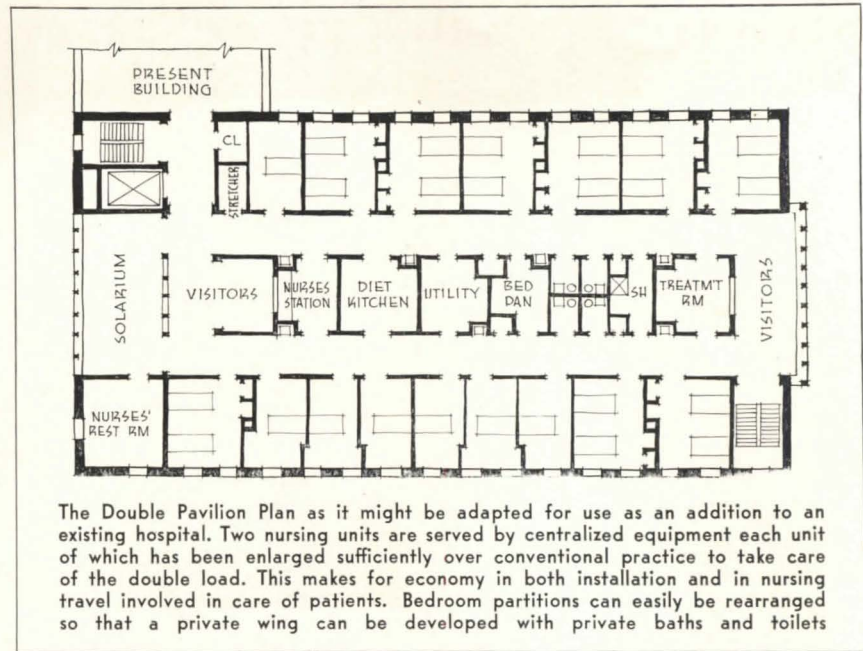 PRESENT
BUILDING
CL
STRETCHER
SOLARIUM
VISITORS
NURSES
STATION
DIET
KITCHEN
UTILITY
BED
PAN
SH
TREATM'T
RM
VISITORS
NURSES'
REST RM
The Double Pavilion Plan as it might be adapted for use as an addition to an
existing hospital. Two nursing units are served by centralized equipment each unit
of which has been enlarged sufficiently over conventional practice to take care
of the double load. This makes for economy in both installation and in nursing
travel involved in care of patients. Bedroom partitions can easily be rearranged
so that a private wing can be developed with private baths and toilets